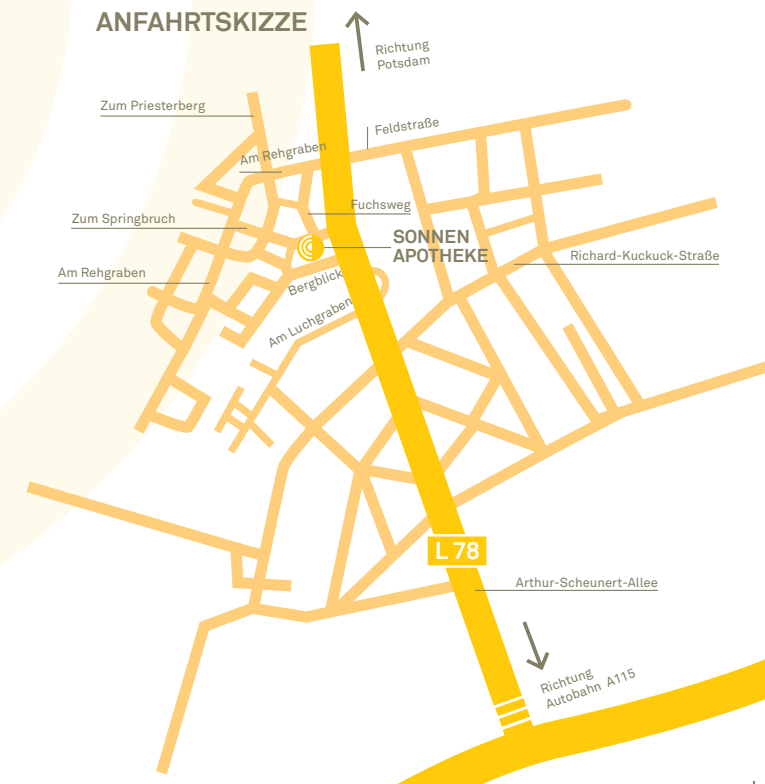 ANFAHRTSKIZZE
Richtung
Potsdam
Zum Priesterberg
Feldstraße
Am Rehgraben
Fuchsweg
Zum Springbruch
SONNEN
APOTHEKE
Richard-Kuckuck-Straße
Am Rehgraben
Bergblick
Am Luchgraben
L 78
Arthur-Scheunert-Allee
Richtung
Autobahn A115